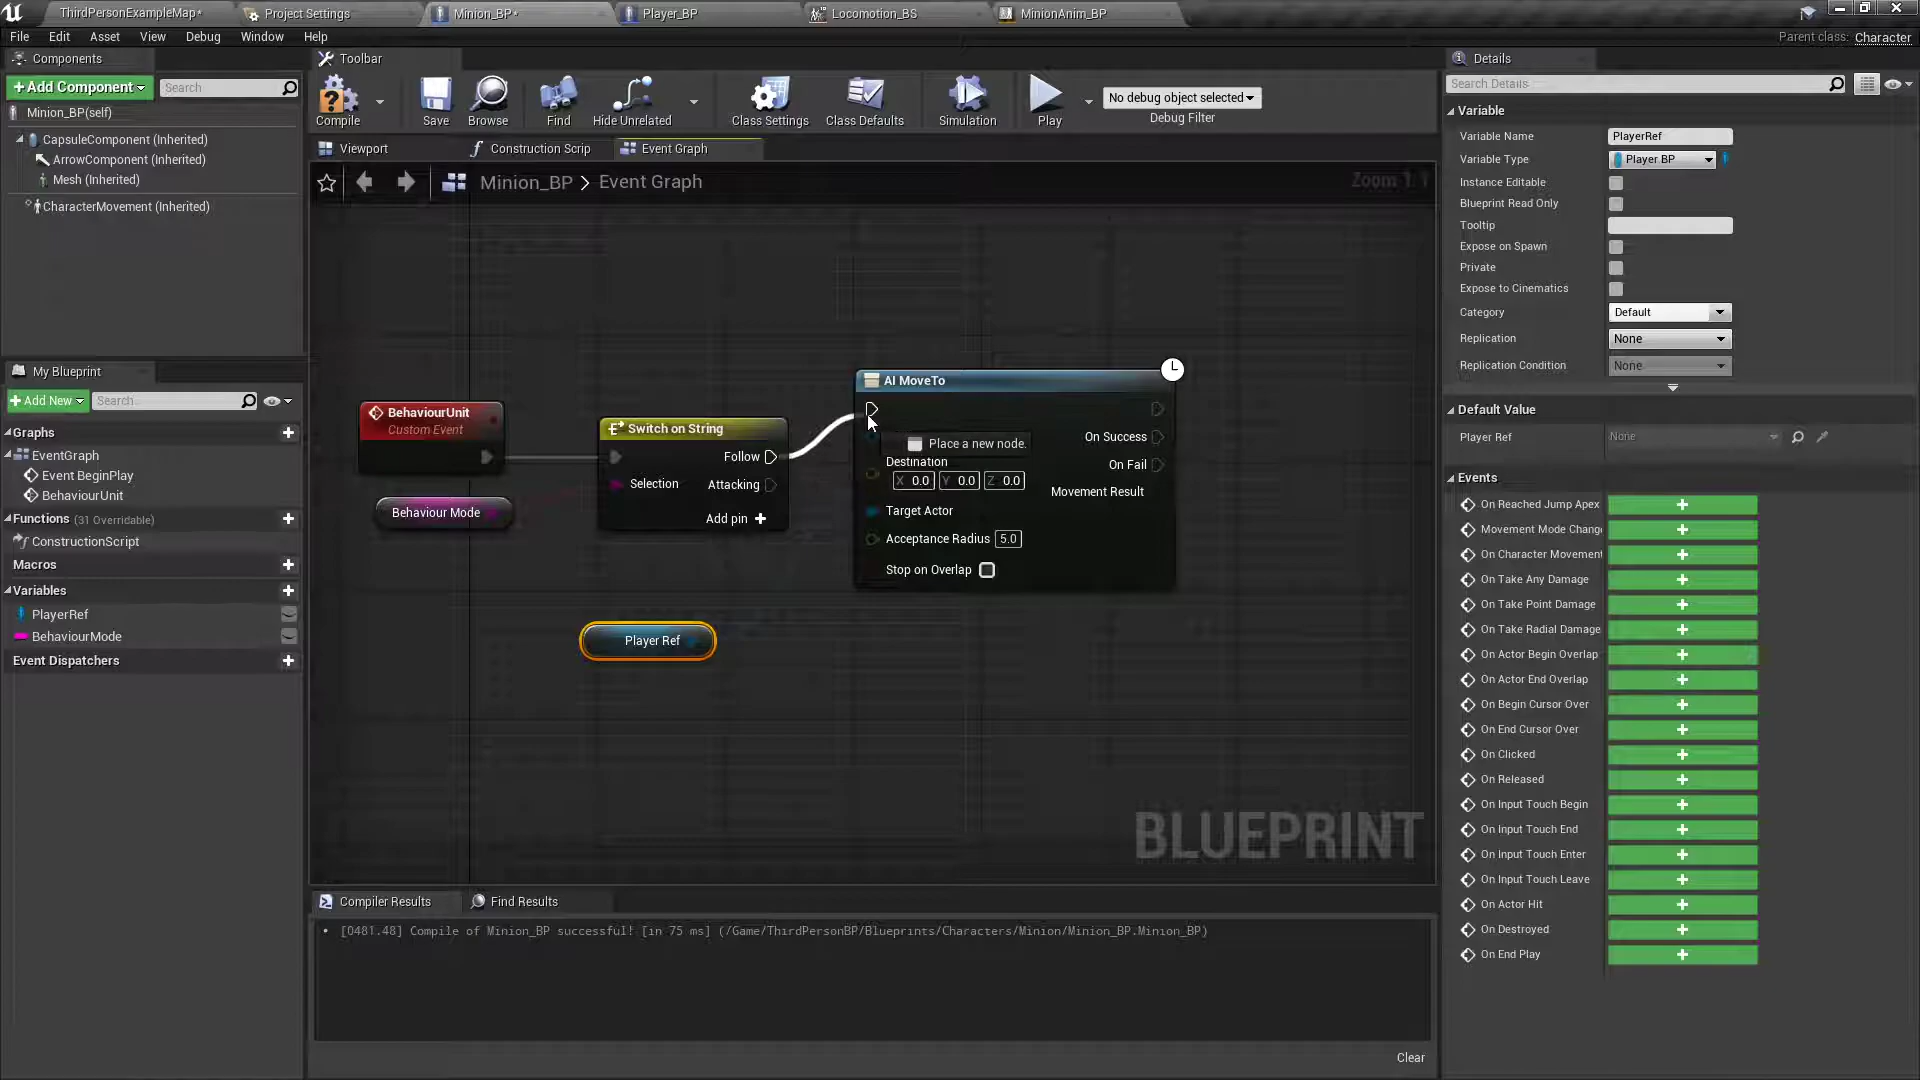 ThirdPersonExampleMap*
Project Settings
Minion_BP*
Player_BP
Locomotion_BS
MinionAnim_BP
File Edit Asset View Debug Window Help
Parent class: Character
Components
+Add Component
Search
Minion_BP(self)
CapsuleComponent (Inherited)
ArrowComponent (Inherited)
Mesh (Inherited)
CharacterMovement (Inherited)
My Blueprint
+Add New
Search
Graphs
EventGraph
Event BeginPlay
BehaviourUnit
Functions (31 Overridable)
ConstructionScript
Macros
Variables
PlayerRef
BehaviourMode
Event Dispatchers
Toolbar
Compile
Save
Browse
Find
Hide Unrelated
Class Settings
Class Defaults
Simulation
Play
No debug object selected
Debug Filter
Viewport
Construction Scrip
Event Graph
Minion_BP > Event Graph
Zoom 1:1
BehaviourUnit
Custom Event
Behaviour Mode
Switch on String
Follow
Selection
Attacking
Add pin +
Player Ref
AI MoveTo
Place a new node.
On Success
Destination
X 0.0 Y 0.0 Z 0.0
On Fail
Movement Result
Target Actor
Acceptance Radius 5.0
Stop on Overlap
BLUEPRINT
Compiler Results
Find Results
• [0481.48] Compile of Minion_BP successful! [in 75 ms] (/Game/ThirdPersonBP/Blueprints/Characters/Minion/Minion_BP.Minion_BP)
Clear
Details
Search Details
Variable
Variable Name PlayerRef
Variable Type Player BP
Instance Editable
Blueprint Read Only
Tooltip
Expose on Spawn
Private
Expose to Cinematics
Category Default
Replication None
Replication Condition None
Default Value
Player Ref None
Events
On Reached Jump Apex
Movement Mode Chang
On Character Movement
On Take Any Damage
On Take Point Damage
On Take Radial Damage
On Actor Begin Overlap
On Actor End Overlap
On Begin Cursor Over
On End Cursor Over
On Clicked
On Released
On Input Touch Begin
On Input Touch End
On Input Touch Enter
On Input Touch Leave
On Actor Hit
On Destroyed
On End Play